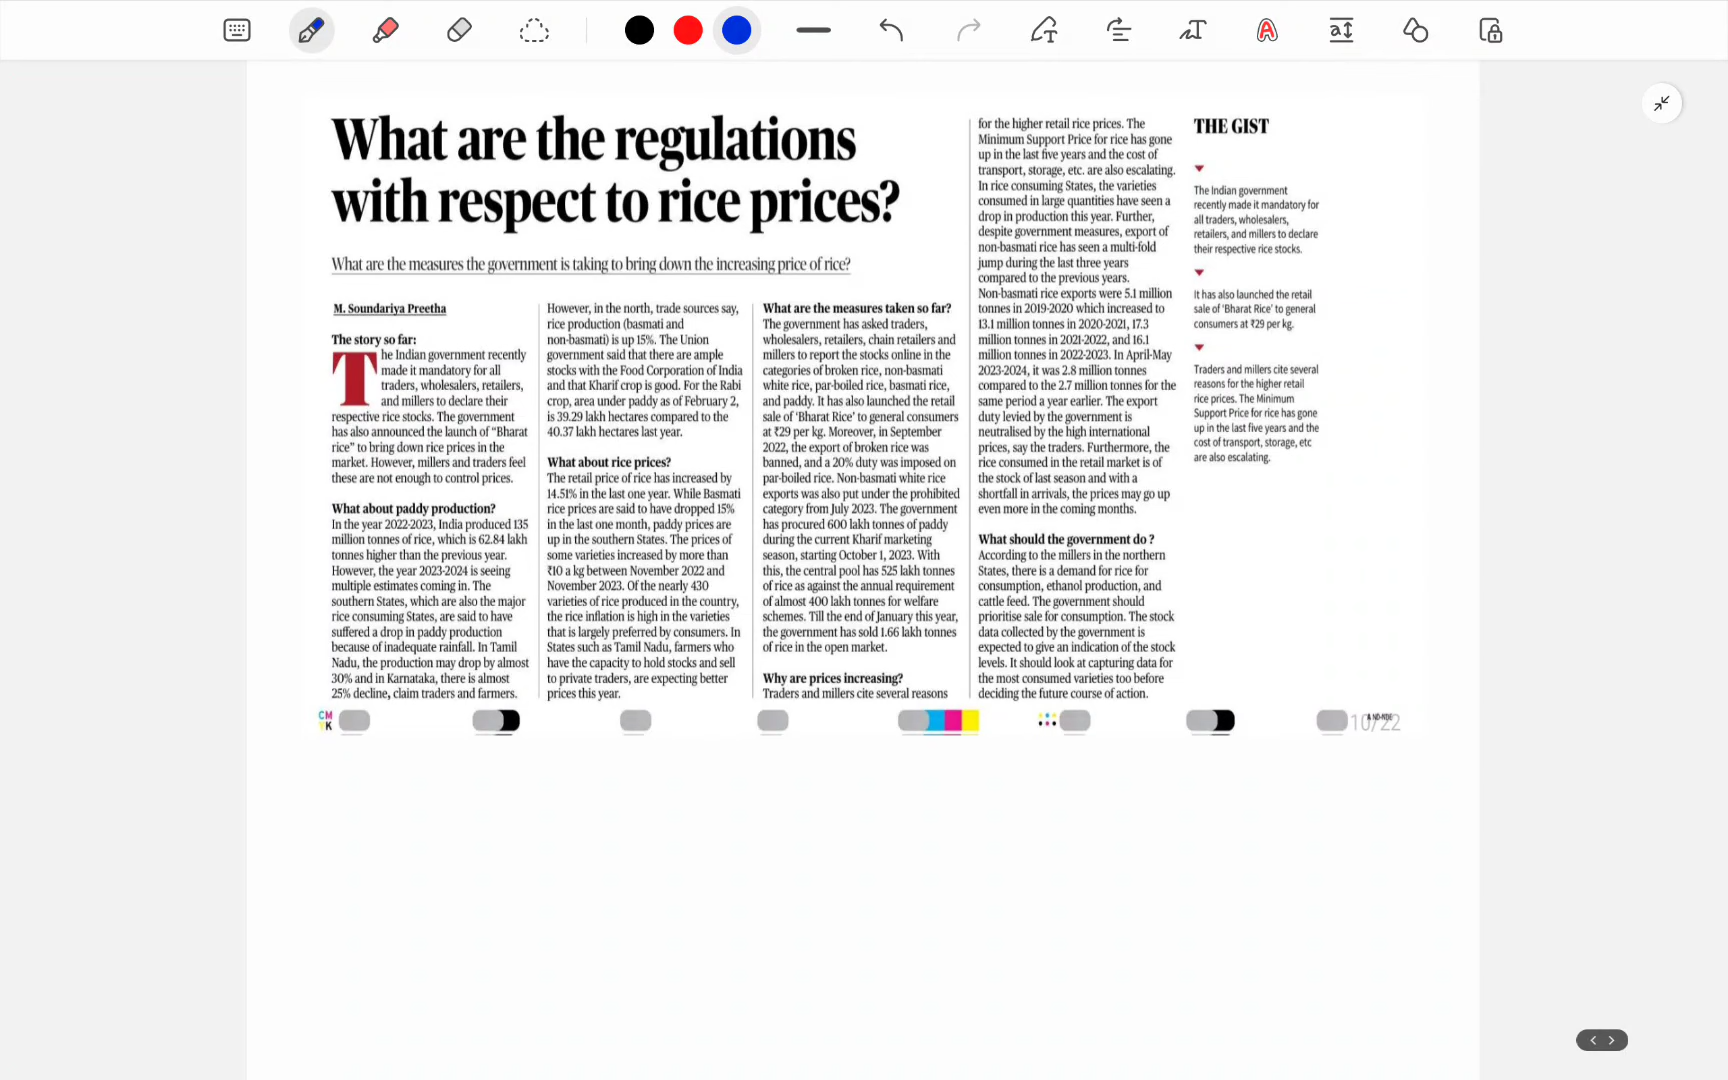 What are the regulations
with respect to rice prices?
What are the measures the government is taking to bring down the increasing price of rice?
M. Soundariya Preetha
The story so far:
The Indian government recently
made it mandatory for all
traders, wholesalers, retailers,
and millers to declare their
respective rice stocks. The government
has also announced the launch of “Bharat
rice” to bring down rice prices in the
market. However, millers and traders feel
these are not enough to control prices.
What about paddy production?
In the year 2022-2023, India produced 135
million tonnes of rice, which is 62.84 lakh
tonnes higher than the previous year.
However, the year 2023-2024 is seeing
multiple estimates coming in. The
southern States, which are also the major
rice consuming States, are said to have
suffered a drop in paddy production
because of inadequate rainfall. In Tamil
Nadu, the production may drop by almost
30% and in Karnataka, there is almost
25% decline, claim traders and farmers.
However, in the north, trade sources say,
rice production (basmati and
non-basmati) is up 15%. The Union
government said that there are ample
stocks with the Food Corporation of India
and that Kharif crop is good. For the Rabi
crop, area under paddy as of February 2,
is 39.29 lakh hectares compared to the
40.37 lakh hectares last year.
What about rice prices?
The retail price of rice has increased by
14.51% in the last one year. While Basmati
rice prices are said to have dropped 15%
in the last one month, paddy prices are
up in the southern States. The prices of
some varieties increased by more than
₹10 a kg between November 2022 and
November 2023. Of the nearly 430
varieties of rice produced in the country,
the rice inflation is high in the varieties
that is largely preferred by consumers. In
States such as Tamil Nadu, farmers who
have the capacity to hold stocks and sell
to private traders, are expecting better
prices this year.
What are the measures taken so far?
The government has asked traders,
wholesalers, retailers, chain retailers and
millers to report the stocks online in the
categories of broken rice, non-basmati
white rice, par-boiled rice, basmati rice,
and paddy. It has also launched the retail
sale of ‘Bharat Rice’ to general consumers
at ₹29 per kg. Moreover, in September
2022, the export of broken rice was
banned, and a 20% duty was imposed on
par-boiled rice. Non-basmati white rice
exports was also put under the prohibited
category from July 2023. The government
has procured 600 lakh tonnes of paddy
during the current Kharif marketing
season, starting October 1, 2023. With
this, the central pool has 525 lakh tonnes
of rice as against the annual requirement
of almost 400 lakh tonnes for welfare
schemes. Till the end of January this year,
the government has sold 1.66 lakh tonnes
of rice in the open market.
Why are prices increasing?
Traders and millers cite several reasons
for the higher retail rice prices. The
Minimum Support Price for rice has gone
up in the last five years and the cost of
transport, storage, etc. are also escalating.
In rice consuming States, the varieties
consumed in large quantities have seen a
drop in production this year. Further,
despite government measures, export of
non-basmati rice has seen a multi-fold
jump during the last three years
compared to the previous years.
Non-basmati rice exports were 5.1 million
tonnes in 2019-2020 which increased to
13.1 million tonnes in 2020-2021, 17.3
million tonnes in 2021-2022, and 16.1
million tonnes in 2022-2023. In April-May
2023-2024, it was 2.8 million tonnes
compared to the 2.7 million tonnes for the
same period a year earlier. The export
duty levied by the government is
neutralised by the high international
prices, say the traders. Furthermore, the
rice consumed in the retail market is of
the stock of last season and with a
shortfall in arrivals, the prices may go up
even more in the coming months.
What should the government do ?
According to the millers in the northern
States, there is a demand for rice for
consumption, ethanol production, and
cattle feed. The government should
prioritise sale for consumption. The stock
data collected by the government is
expected to give an indication of the stock
levels. It should look at capturing data for
the most consumed varieties too before
deciding the future course of action.
THE GIST
The Indian government
recently made it mandatory for
all traders, wholesalers,
retailers, and millers to declare
their respective rice stocks.
It has also launched the retail
sale of ‘Bharat Rice’ to general
consumers at ₹29 per kg.
Traders and millers cite several
reasons for the higher retail
rice prices. The Minimum
Support Price for rice has gone
up in the last five years and the
cost of transport, storage, etc
are also escalating.
CM
YK
10/22